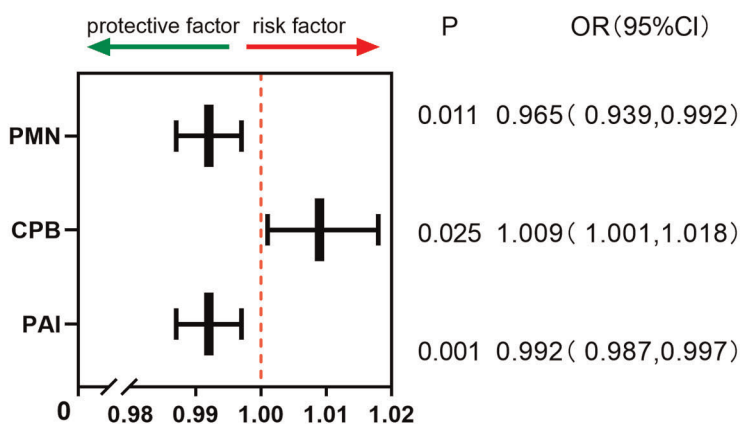 protective factor risk factor P OR(95%CI)
PMN 0.011 0.965( 0.939,0.992)
CPB 0.025 1.009( 1.001,1.018)
PAI 0.001 0.992( 0.987,0.997)
0 0.98 0.99 1.00 1.01 1.02